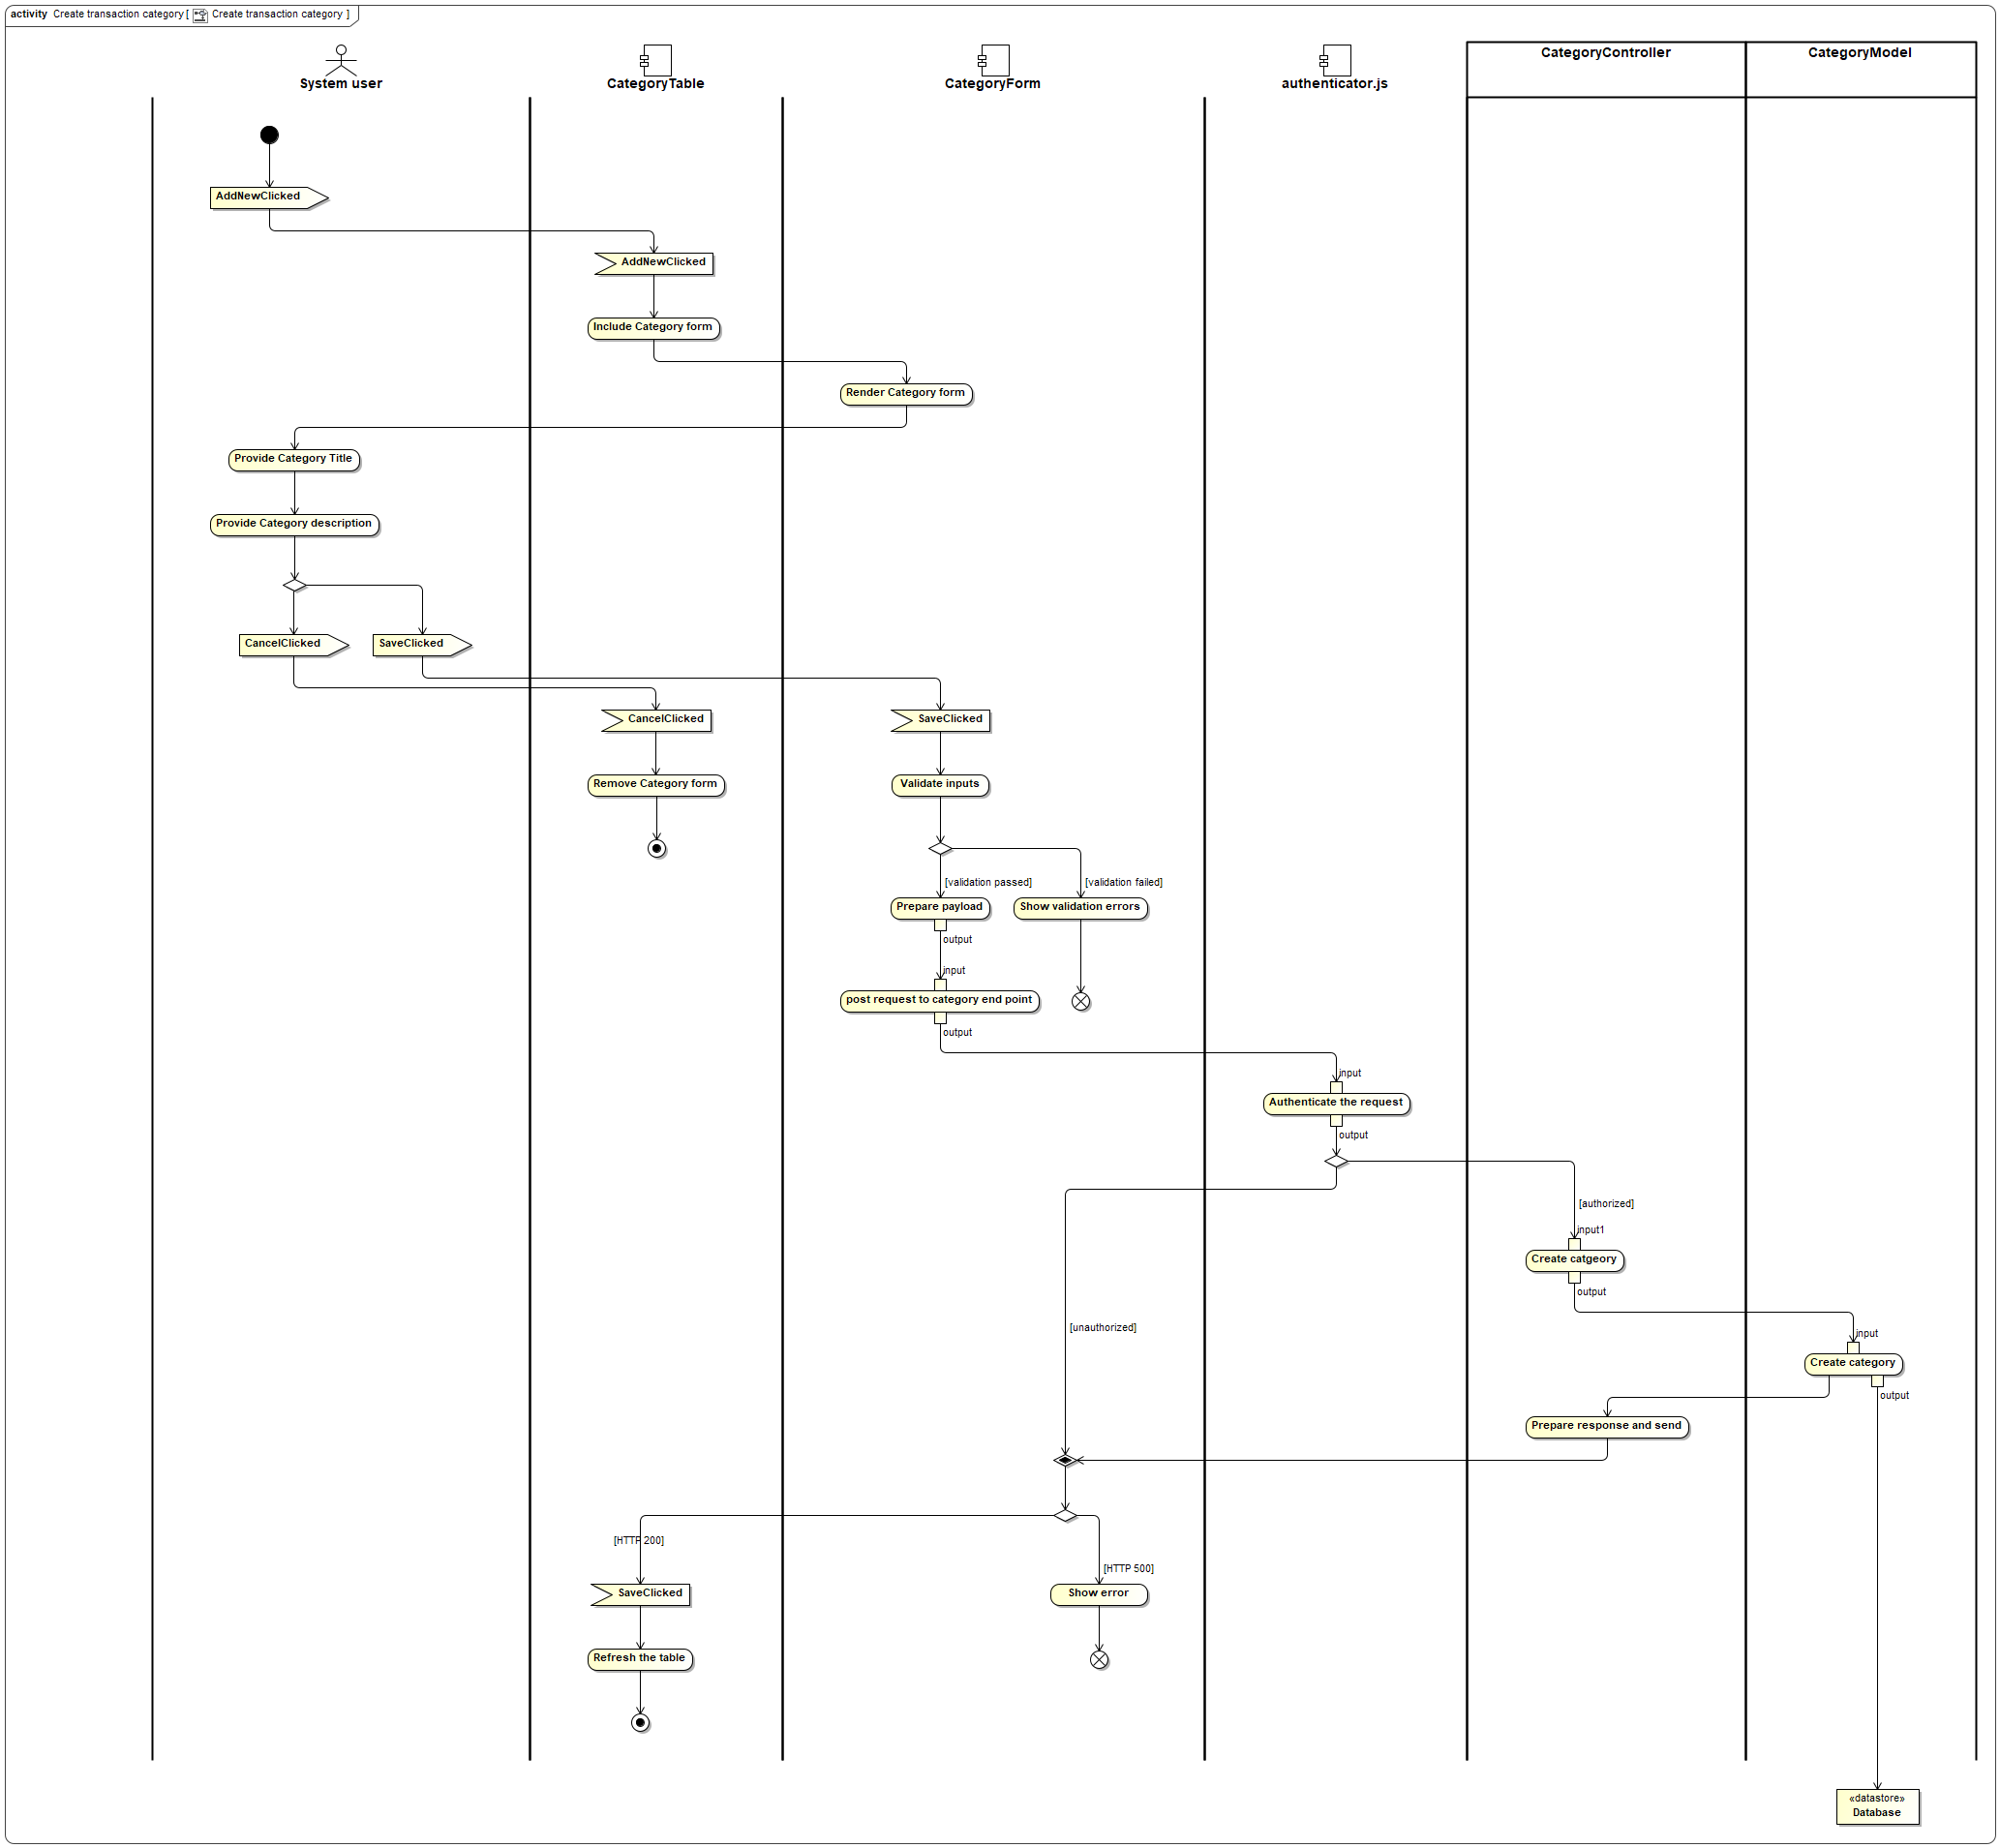 activity Create transaction category [ Create transaction category ]
System user
CategoryTable
CategoryForm
authenticator.js
CategoryController
CategoryModel
AddNewClicked
AddNewClicked
Include Category form
Render Category form
Provide Category Title
Provide Category description
CancelClicked
SaveClicked
CancelClicked
SaveClicked
Remove Category form
Validate inputs
[validation passed]
[validation failed]
Prepare payload
Show validation errors
output
input
post request to category end point
output
input
Authenticate the request
output
[authorized]
input1
Create catgeory
output
[unauthorized]
input
Create category
output
Prepare response and send
[HTTP 200]
[HTTP 500]
SaveClicked
Show error
Refresh the table
«datastore»
Database